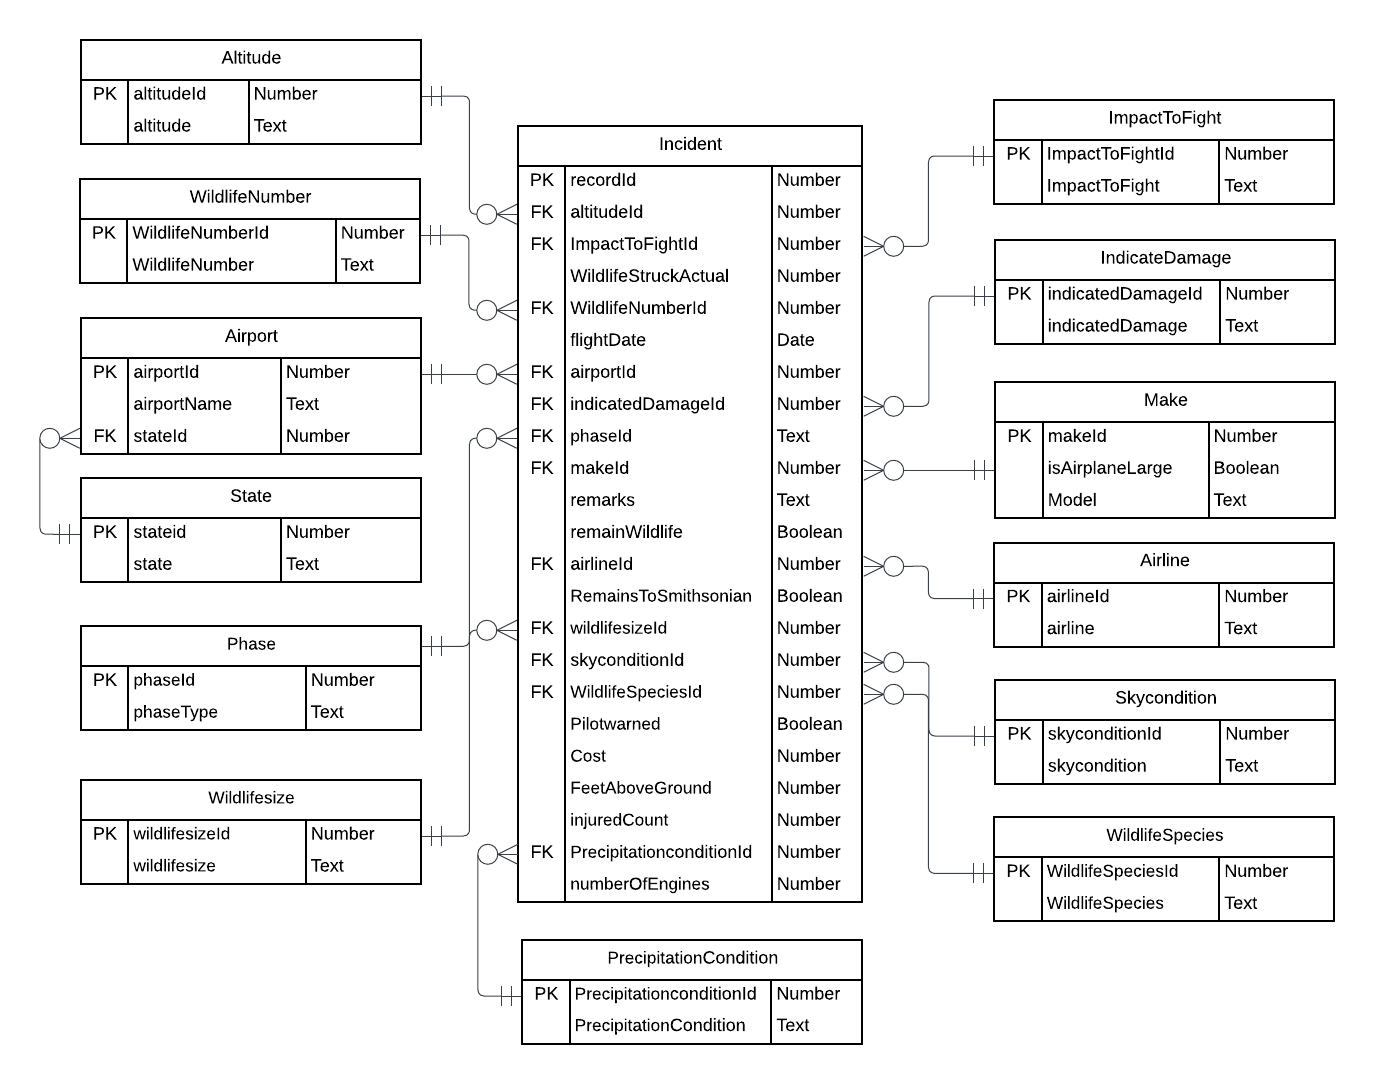 Altitude
PK altitudeId Number
altitude Text
WildlifeNumber
PK WildlifeNumberId Number
WildlifeNumber Text
Airport
PK airportId Number
airportName Text
FK stateId Number
State
PK stateid Number
state Text
Phase
PK phaseId Number
phaseType Text
Wildlifesize
PK wildlifesizeId Number
wildlifesize Text
Incident
PK recordId Number
FK altitudeId Number
FK ImpactToFightId Number
WildlifeStruckActual Number
FK WildlifeNumberId Number
flightDate Date
FK airportId Number
FK indicatedDamageId Number
FK phaseId Text
FK makeId Number
remarks Text
remainWildlife Boolean
FK airlineId Number
RemainsToSmithsonian Boolean
FK wildlifesizeId Number
FK skyconditionId Number
FK WildlifeSpeciesId Number
Pilotwarned Boolean
Cost Number
FeetAboveGround Number
injuredCount Number
FK PrecipitationconditionId Number
numberOfEngines Number
PrecipitationCondition
PK PrecipitationconditionId Number
PrecipitationCondition Text
ImpactToFight
PK ImpactToFightId Number
ImpactToFight Text
IndicateDamage
PK indicatedDamageId Number
indicatedDamage Text
Make
PK makeId Number
isAirplaneLarge Boolean
Model Text
Airline
PK airlineId Number
airline Text
Skycondition
PK skyconditionId Number
skycondition Text
WildlifeSpecies
PK WildlifeSpeciesId Number
WildlifeSpecies Text